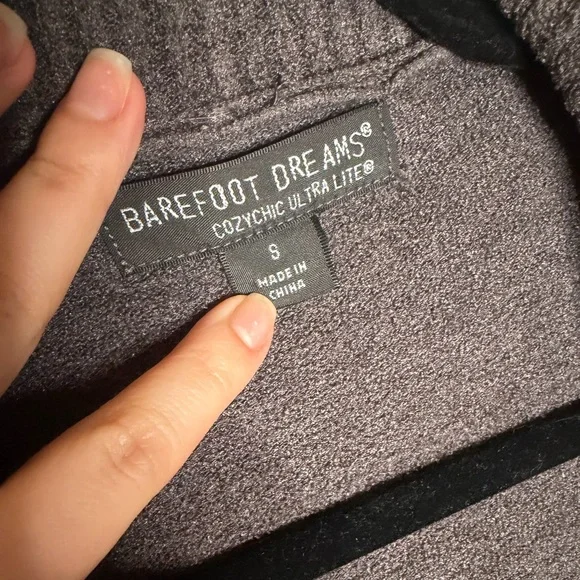 BAREFOOT DREAMS®
COZYCHIC ULTRA LITE®
S
MADE IN
CHINA